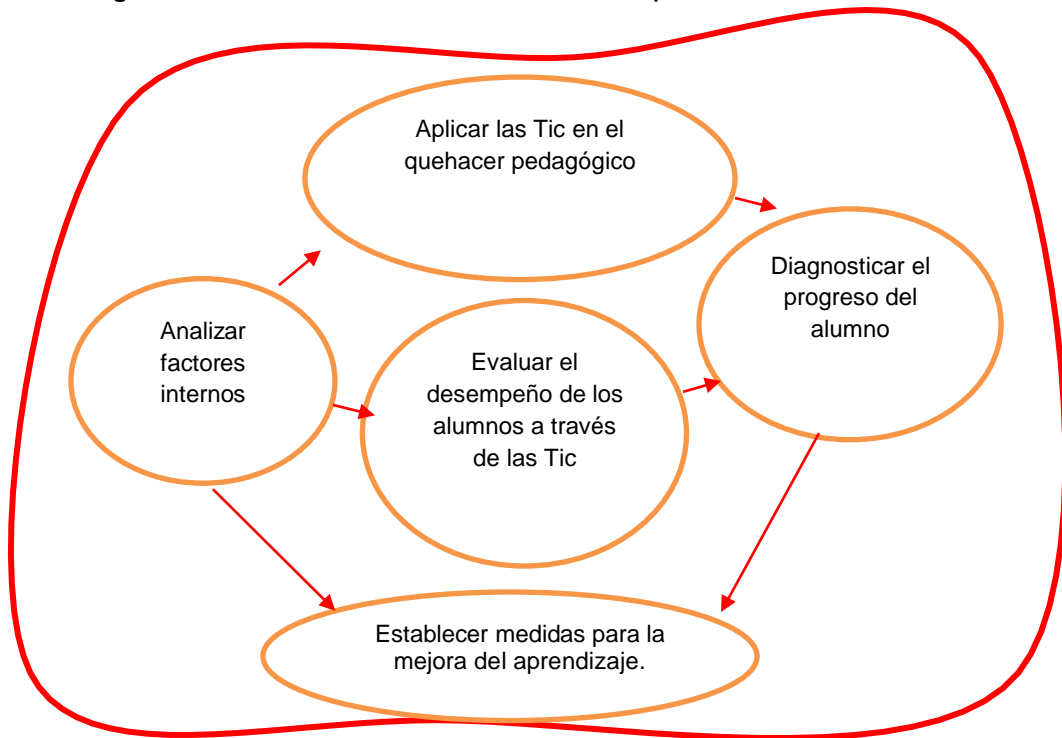 Aplicar las Tic en el
quehacer pedagógico
Diagnosticar el
progreso del
alumno
Analizar
factores
internos
Evaluar el
desempeño de los
alumnos a través
de las Tic
Establecer medidas para la
mejora del aprendizaje.